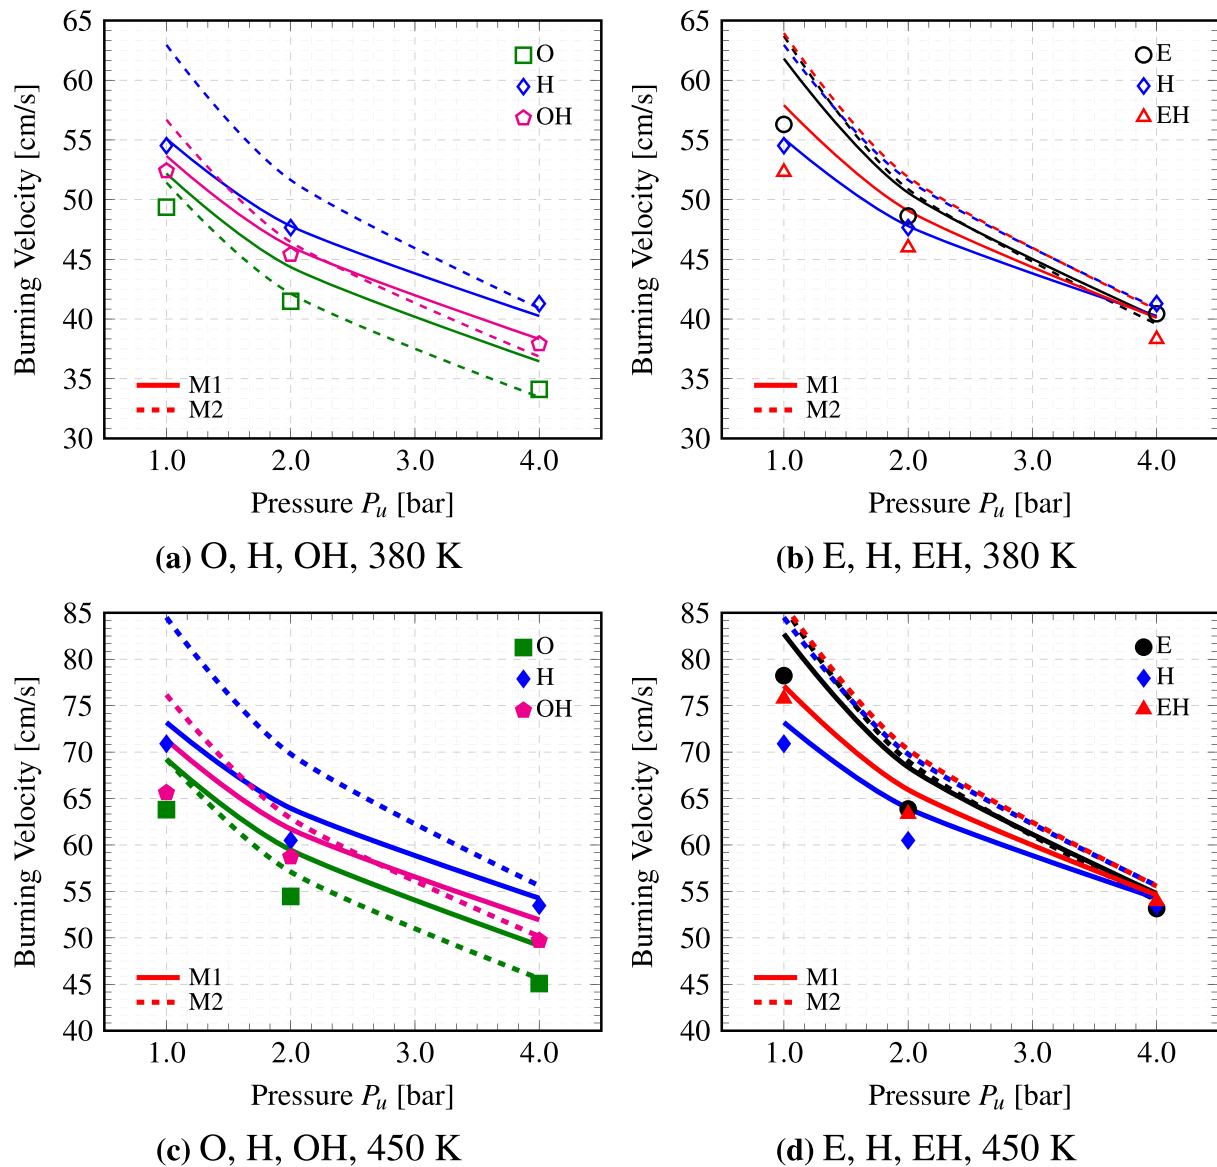 65
60
55
50
45
40
35
30
Burning Velocity [cm/s]
O
H
OH
M1
M2
1.0 2.0 3.0 4.0
Pressure Pu [bar]
(a) O, H, OH, 380 K
65
60
55
50
45
40
35
30
Burning Velocity [cm/s]
E
H
EH
M1
M2
1.0 2.0 3.0 4.0
Pressure Pu [bar]
(b) E, H, EH, 380 K
85
80
75
70
65
60
55
50
45
40
Burning Velocity [cm/s]
O
H
OH
M1
M2
1.0 2.0 3.0 4.0
Pressure Pu [bar]
(c) O, H, OH, 450 K
85
80
75
70
65
60
55
50
45
40
Burning Velocity [cm/s]
E
H
EH
M1
M2
1.0 2.0 3.0 4.0
Pressure Pu [bar]
(d) E, H, EH, 450 K